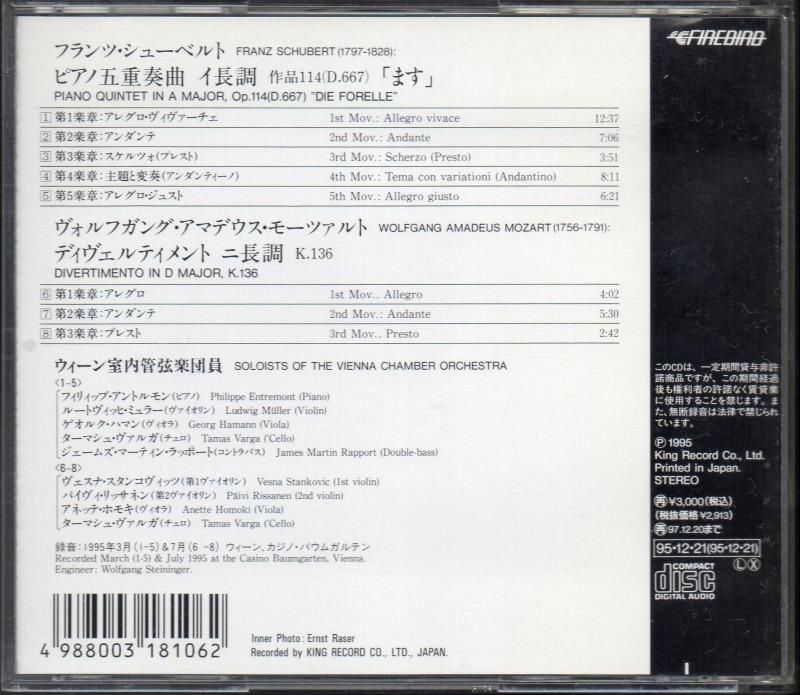 フランツ・シューベルト FRANZ SCHUBERT (1797-1828):
ピアノ五重奏曲 イ長調 作品114(D.667) 「ます」
PIANO QUINTET IN A MAJOR, Op.114(D.667) "DIE FORELLE"
1 第1楽章:アレグロ・ヴィヴァーチェ 1st Mov.: Allegro vivace 12:37
2 第2楽章:アンダンテ 2nd Mov.: Andante 7:06
3 第3楽章:スケルツォ(プレスト) 3rd Mov.: Scherzo (Presto) 3:51
4 第4楽章:主題と変奏(アンダンティーノ) 4th Mov.: Tema con variationi (Andantino) 8:11
5 第5楽章:アレグロ・ジュスト 5th Mov.: Allegro giusto 6:21
ヴォルフガング・アマデウス・モーツァルト WOLFGANG AMADEUS MOZART (1756-1791):
ディヴェルティメント ニ長調 K.136
DIVERTIMENTO IN D MAJOR, K.136
6 第1楽章:アレグロ 1st Mov.. Allegro 4:02
7 第2楽章:アンダンテ 2nd Mov.: Andante 5:30
8 第3楽章:プレスト 3rd Mov.. Presto 2:42
ウィーン室内管弦楽団員 SOLOISTS OF THE VIENNA CHAMBER ORCHESTRA
〈1-5〉
フィリィップ・アントルモン(ピアノ) Philippe Entremont (Piano)
ルートヴィッヒ・ミュラー(ヴァイオリン) Ludwig Müller (Violin)
ゲオルク・ハマン(ヴィオラ) Georg Hamann (Viola)
ターマシュ・ヴァルガ(チェロ) Tamas Varga ('Cello)
ジェームズ・マーティン・ラッポート(コントラバス) James Martin Rapport (Double-bass)
〈6-8〉
ヴェスナ・スタンコヴィッツ(第1ヴァイオリン) Vesna Stankovic (1st violin)
パイヴィ・リッサネン(第2ヴァイオリン) Päivi Rissanen (2nd violin)
アネッテ・ホモキ(ヴィオラ) Anette Homoki (Viola)
ターマシュ・ヴァルガ(チェロ) Tamas Varga ('Cello)
録音:1995年3月(1-5)&7月(6-8) ウィーン、カジノ・バウムガルテン
Recorded March (1-5) & July 1995 at the Casino Baumgarten, Vienna.
Engineer: Wolfgang Steininger.
4 988003 181062
Inner Photo : Ernst Raser
Recorded by KING RECORD CO., LTD., JAPAN.
FIREBIRD
このCDは、一定期間貸与非許
諾商品ですが、この期間経過
後も権利者の許諾なく賃貸業
に使用することを禁じます。ま
た、無断録音は法律で禁じられ
ています。
Ⓟ 1995
King Record Co., Ltd.
Printed in Japan.
STEREO
再¥3,000(税込)
(税抜価格¥2,913)
再97.12.20まで
95・12・21(95・12・21)
COMPACT
disc
DIGITAL AUDIO
Ⓛ Ⓧ